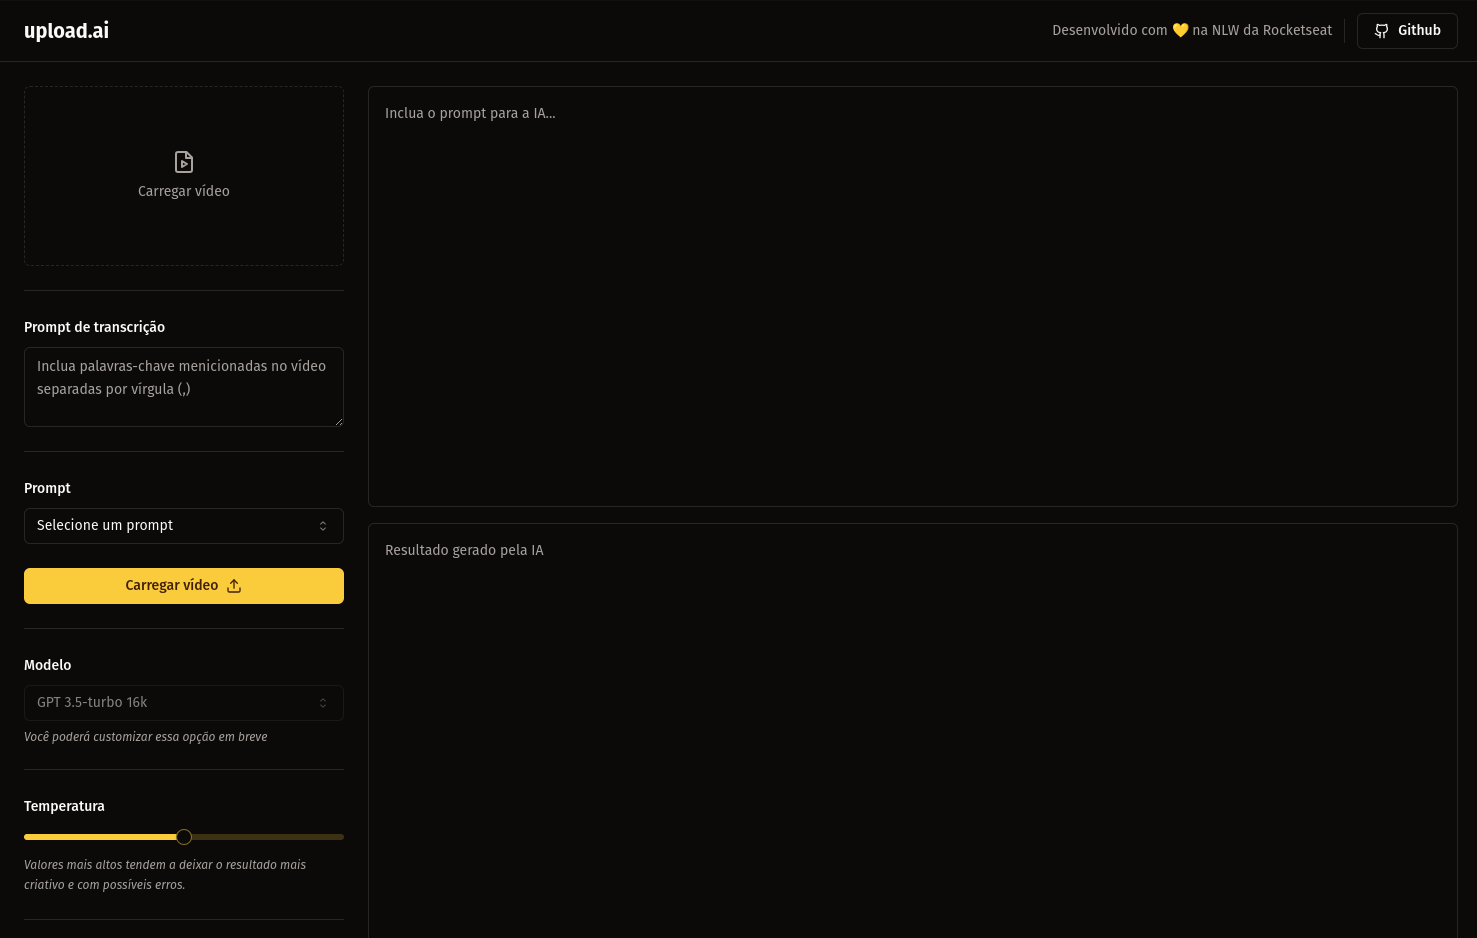 upload.ai
Desenvolvido com 💛 na NLW da Rocketseat
Github
Carregar vídeo
Prompt de transcrição
Inclua palavras-chave menicionadas no vídeo
separadas por vírgula (,)
Prompt
Selecione um prompt
Carregar vídeo
Modelo
GPT 3.5-turbo 16k
Você poderá customizar essa opção em breve
Temperatura
Valores mais altos tendem a deixar o resultado mais
criativo e com possíveis erros.
Inclua o prompt para a IA...
Resultado gerado pela IA